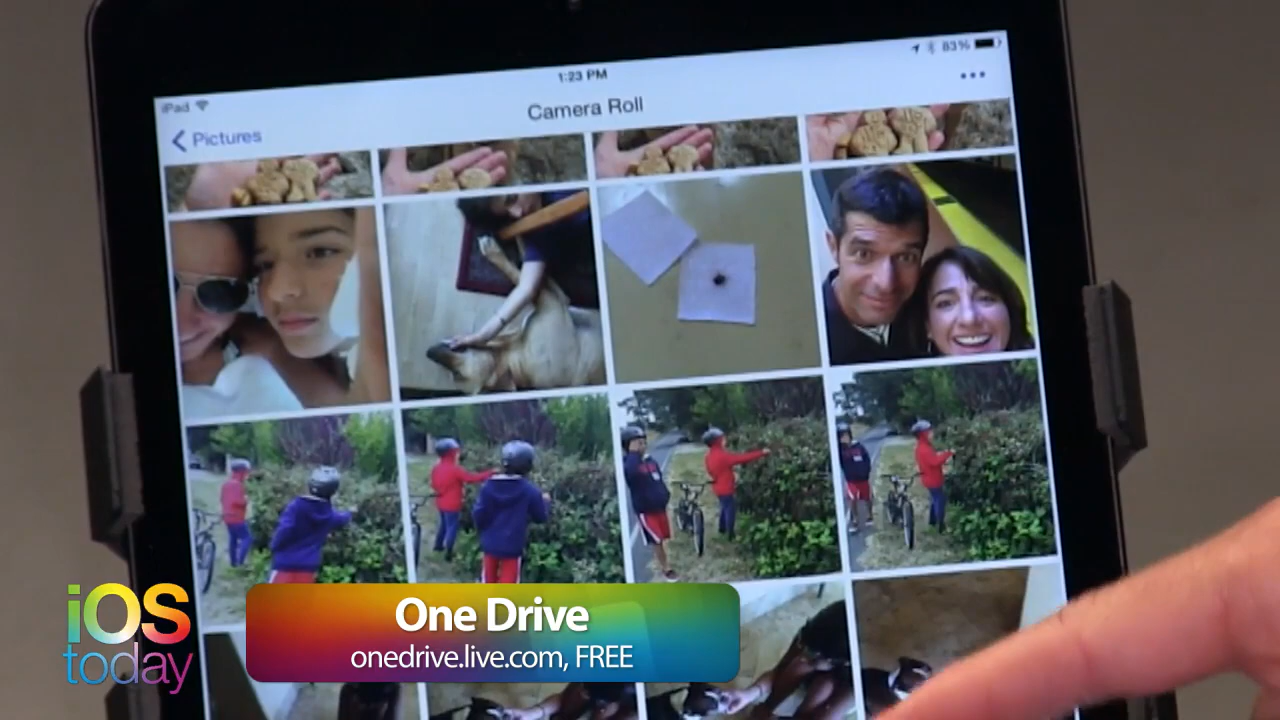 iPad
1:23 PM
83%
Pictures
Camera Roll
iOS
today
One Drive
onedrive.live.com, FREE